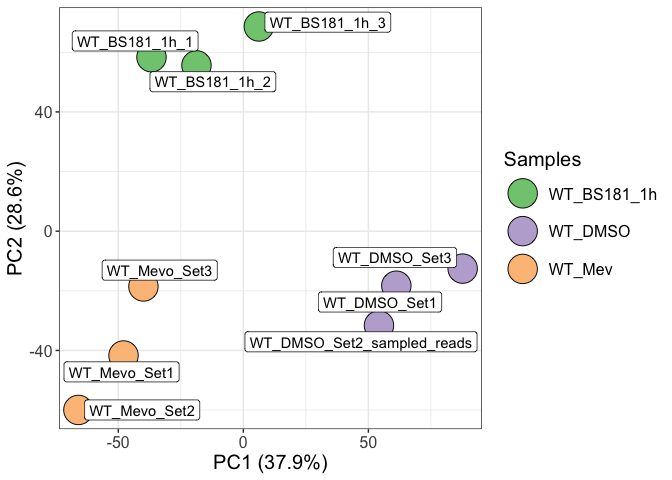 WT_BS181_1h_3
WT_BS181_1h_1
WT_BS181_1h_2
40
0
-40
PC2 (28.6%)
WT_DMSO_Set3
WT_Mevo_Set3
WT_DMSO_Set1
WT_DMSO_Set2_sampled_reads
WT_Mevo_Set1
WT_Mevo_Set2
-50
0
50
PC1 (37.9%)
Samples
WT_BS181_1h
WT_DMSO
WT_Mev